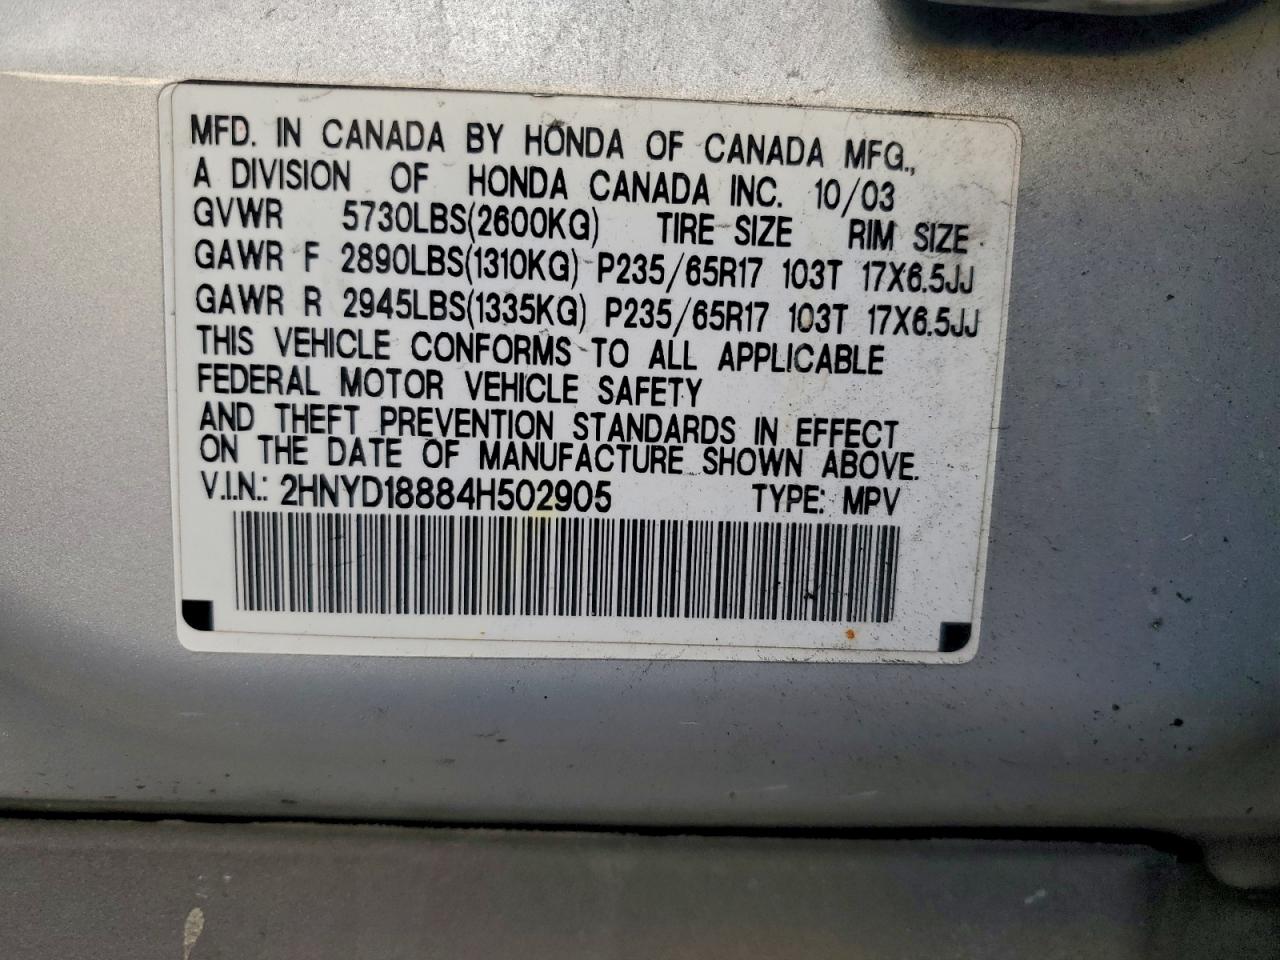 MFD. IN CANADA BY HONDA OF CANADA MFG.,
A DIVISION OF HONDA CANADA INC. 10/03
GVWR 5730LBS(2600KG) TIRE SIZE RIM SIZE
GAWR F 2890LBS(1310KG) P235/65R17 103T 17X6.5JJ
GAWR R 2945LBS(1335KG) P235/65R17 103T 17X6.5JJ
THIS VEHICLE CONFORMS TO ALL APPLICABLE
FEDERAL MOTOR VEHICLE SAFETY
AND THEFT PREVENTION STANDARDS IN EFFECT
ON THE DATE OF MANUFACTURE SHOWN ABOVE.
V.I.N.: 2HNYD18884H502905 TYPE: MPV